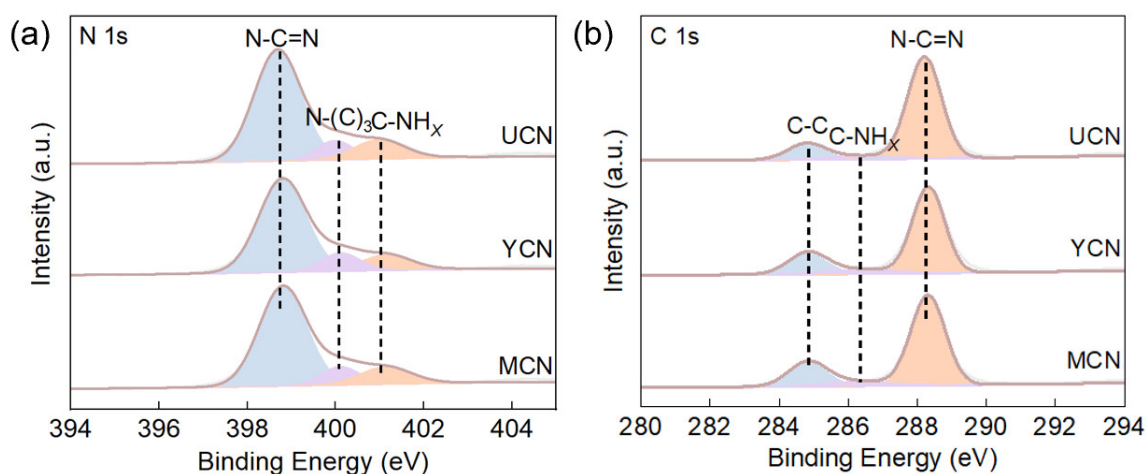 (a)
N 1s
N-C=N
N-(C)₃
C-NHₓ
UCN
YCN
MCN
Intensity (a.u.)
394 396 398 400 402 404
Binding Energy (eV)
(b)
C 1s
N-C=N
C-C
C-NHₓ
UCN
YCN
MCN
Intensity (a.u.)
280 282 284 286 288 290 292 294
Binding Energy (eV)